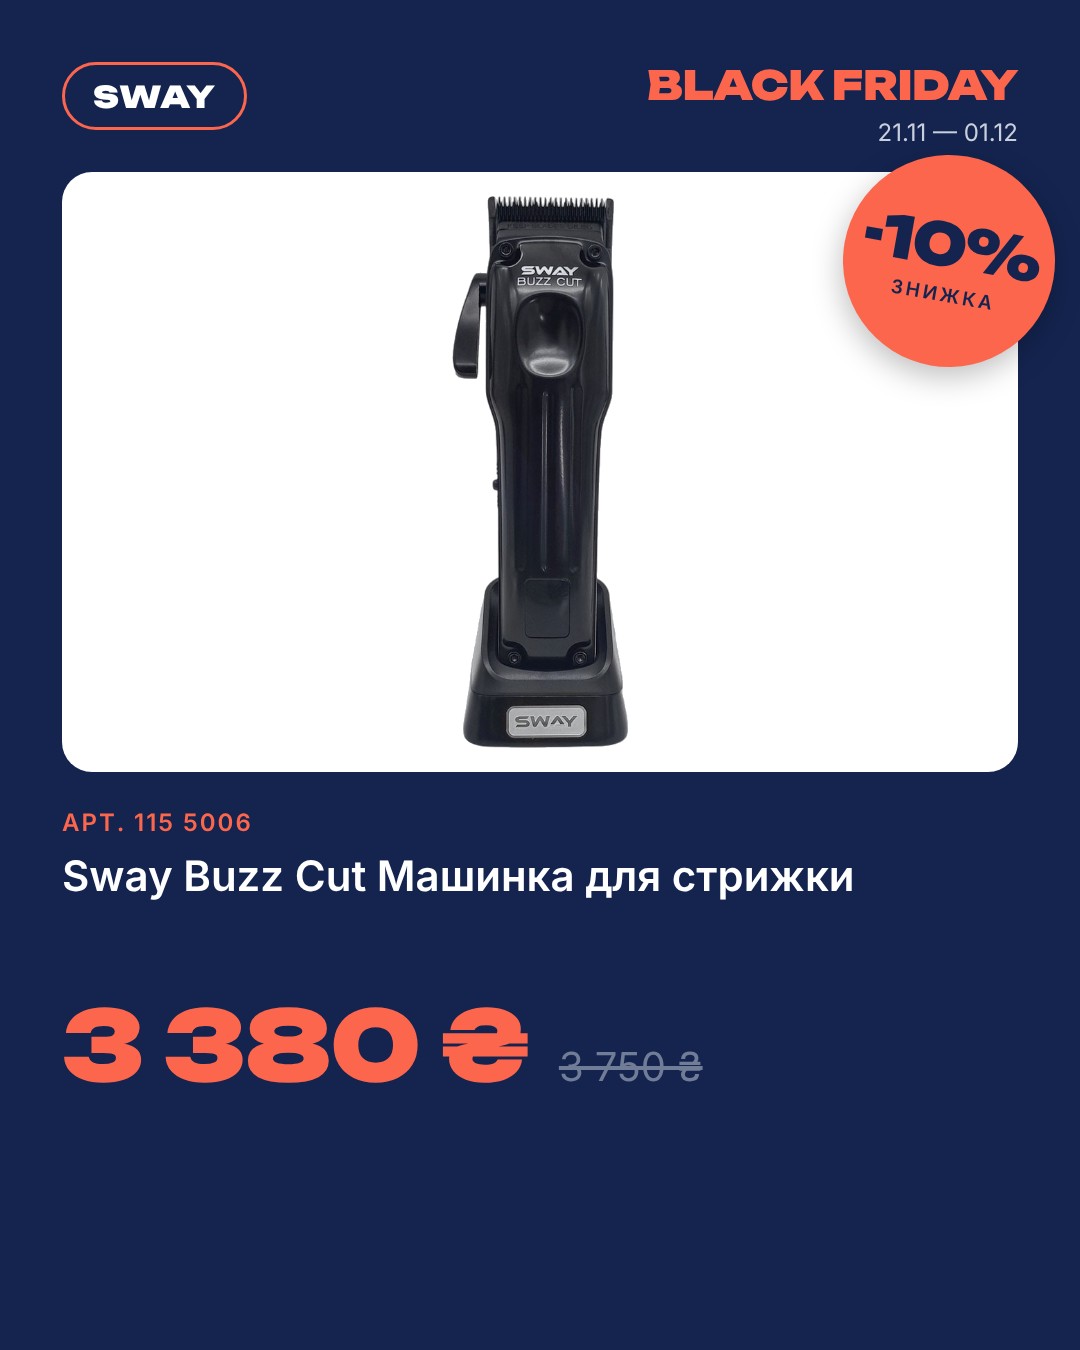 SWAY
BLACK FRIDAY
21.11 — 01.12
-10%
ЗНИЖКА
SWAY
BUZZ CUT
SWAY
АРТ. 115 5006
Sway Buzz Cut Машинка для стрижки
3 380 ₴
3 750 ₴